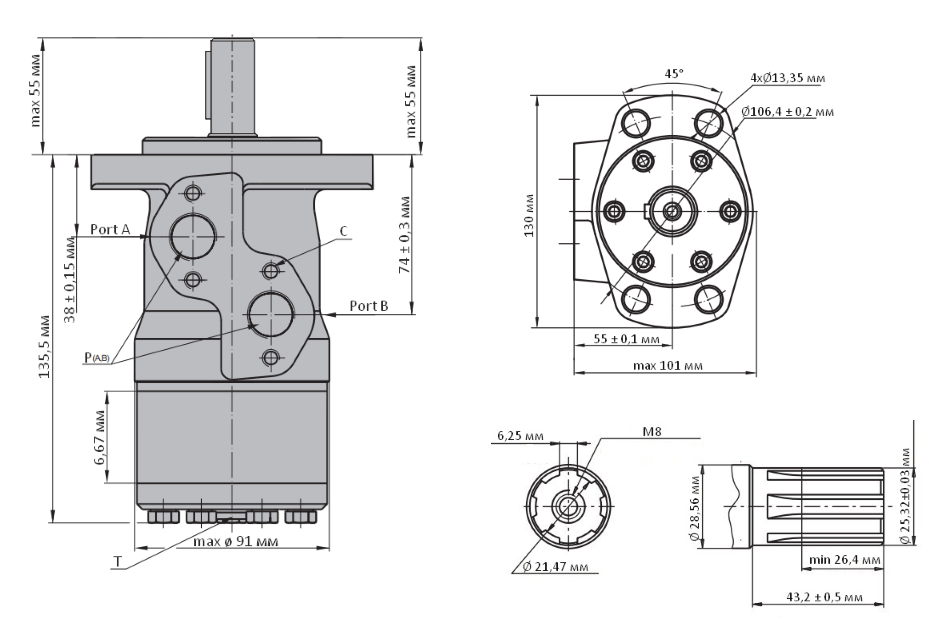 max 55 мм
max 55 мм
Port A
38 ± 0,15 мм
C
74 ± 0,3 мм
Port B
P(A,B)
135,5 мм
6,67 мм
max ø 91 мм
T
45°
4xØ13,35 мм
Ø106,4 ± 0,2 мм
130 мм
55 ± 0,1 мм
max 101 мм
6,25 мм
M8
Ø 21,47 мм
Ø 28,56 мм
Ø 25,32±0,03 мм
min 26,4 мм
43,2 ± 0,5 мм